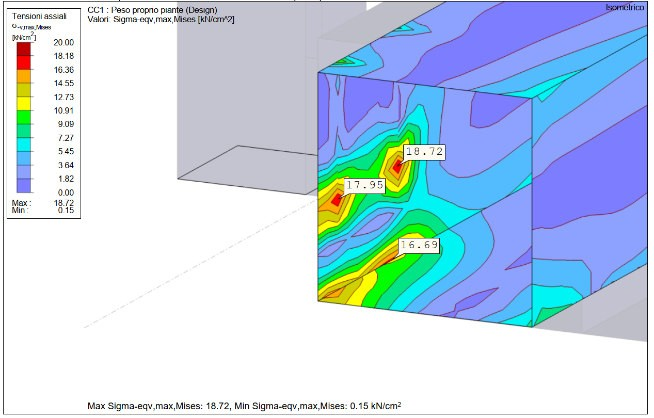 Tensioni assiali
σ-v,max,Mises
[kN/cm²]
20.00
18.18
16.36
14.55
12.73
10.91
9.09
7.27
5.45
3.64
1.82
0.00
Max : 18.72
Min : 0.15
CC1 : Peso proprio piante (Design)
Valori: Sigma-eqv,max,Mises [kN/cm^2]
Isometrico
18.72
17.95
16.69
Max Sigma-eqv,max,Mises: 18.72, Min Sigma-eqv,max,Mises: 0.15 kN/cm²